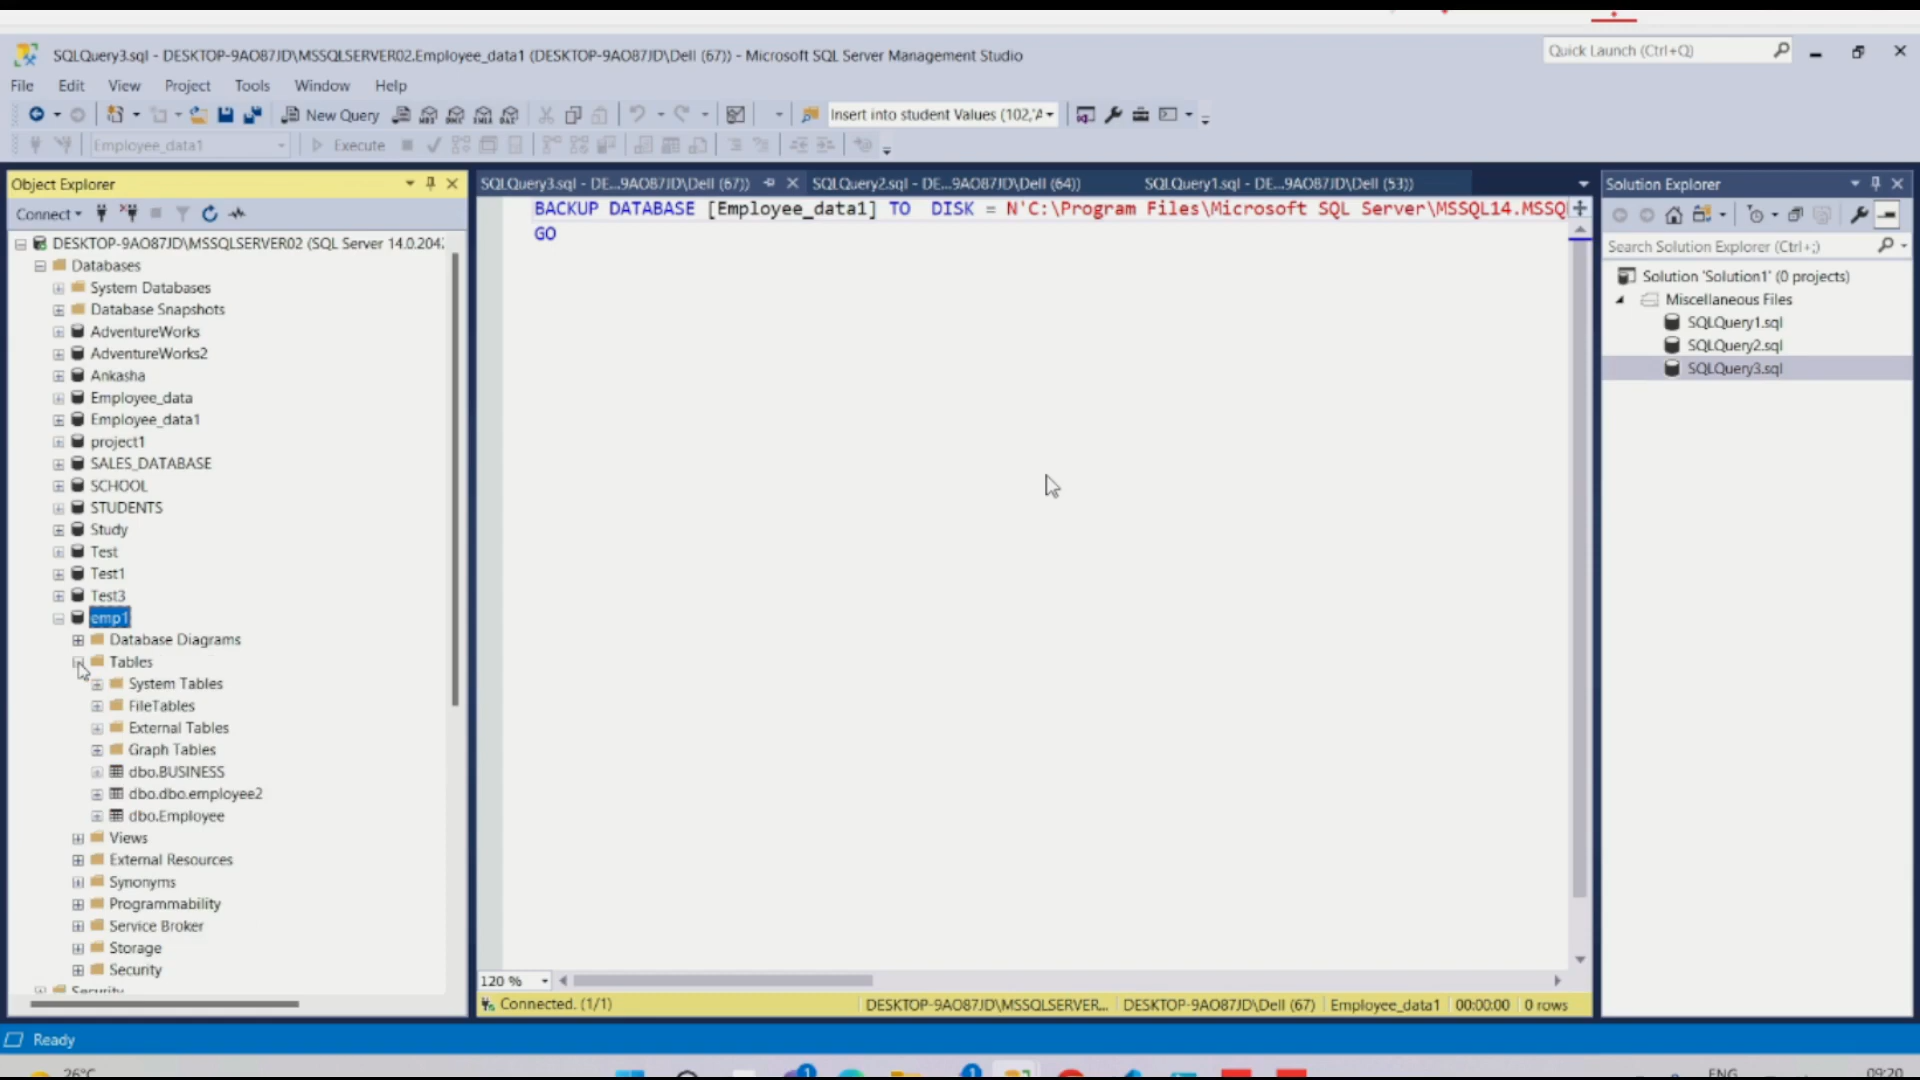 SQLQuery3.sql - DESKTOP-9AO87JD\MSSQLSERVER02.Employee_data1 (DESKTOP-9AO87JD\Dell (67)) - Microsoft SQL Server Management Studio
Quick Launch (Ctrl+Q)
File Edit View Project Tools Window Help
New Query
Insert into student Values (102,'A
Employee_data1
Execute
Object Explorer
Connect
DESKTOP-9AO87JD\MSSQLSERVER02 (SQL Server 14.0.204
Databases
System Databases
Database Snapshots
AdventureWorks
AdventureWorks2
Ankasha
Employee_data
Employee_data1
project1
SALES_DATABASE
SCHOOL
STUDENTS
Study
Test
Test1
Test3
emp1
Database Diagrams
Tables
System Tables
FileTables
External Tables
Graph Tables
dbo.BUSINESS
dbo.dbo.employee2
dbo.Employee
Views
External Resources
Synonyms
Programmability
Service Broker
Storage
Security
Security
SQLQuery3.sql - DE...9AO87JD\Dell (67)) SQLQuery2.sql - DE...9AO87JD\Dell (64)) SQLQuery1.sql - DE...9AO87JD\Dell (53))
BACKUP DATABASE [Employee_data1] TO DISK = N'C:\Program Files\Microsoft SQL Server\MSSQL14.MSSQ
GO
120 %
Connected. (1/1) DESKTOP-9AO87JD\MSSQLSERVER... DESKTOP-9AO87JD\Dell (67) Employee_data1 00:00:00 0 rows
Solution Explorer
Search Solution Explorer (Ctrl+;)
Solution 'Solution1' (0 projects)
Miscellaneous Files
SQLQuery1.sql
SQLQuery2.sql
SQLQuery3.sql
Ready
26°C
ENG
09:20